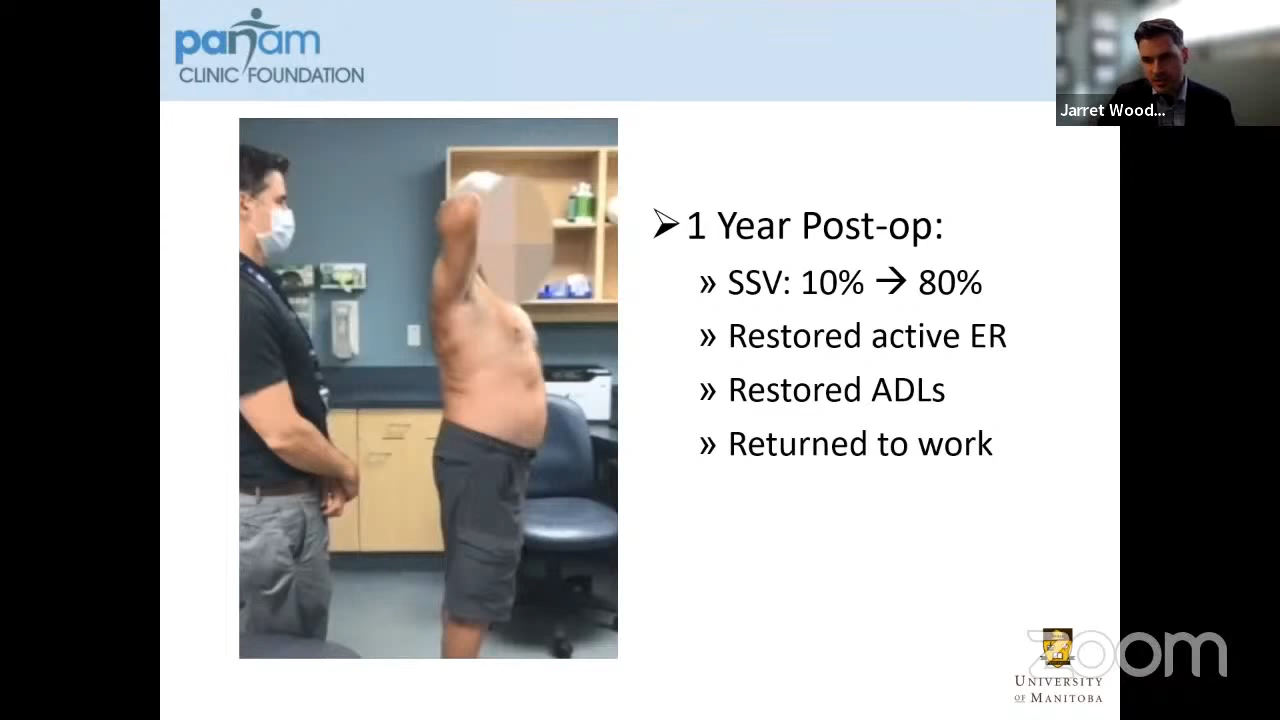 panam
CLINIC FOUNDATION
Jarret Wood...
➢ 1 Year Post-op:
» SSV: 10% → 80%
» Restored active ER
» Restored ADLs
» Returned to work
zoom
UNIVERSITY
OF MANITOBA